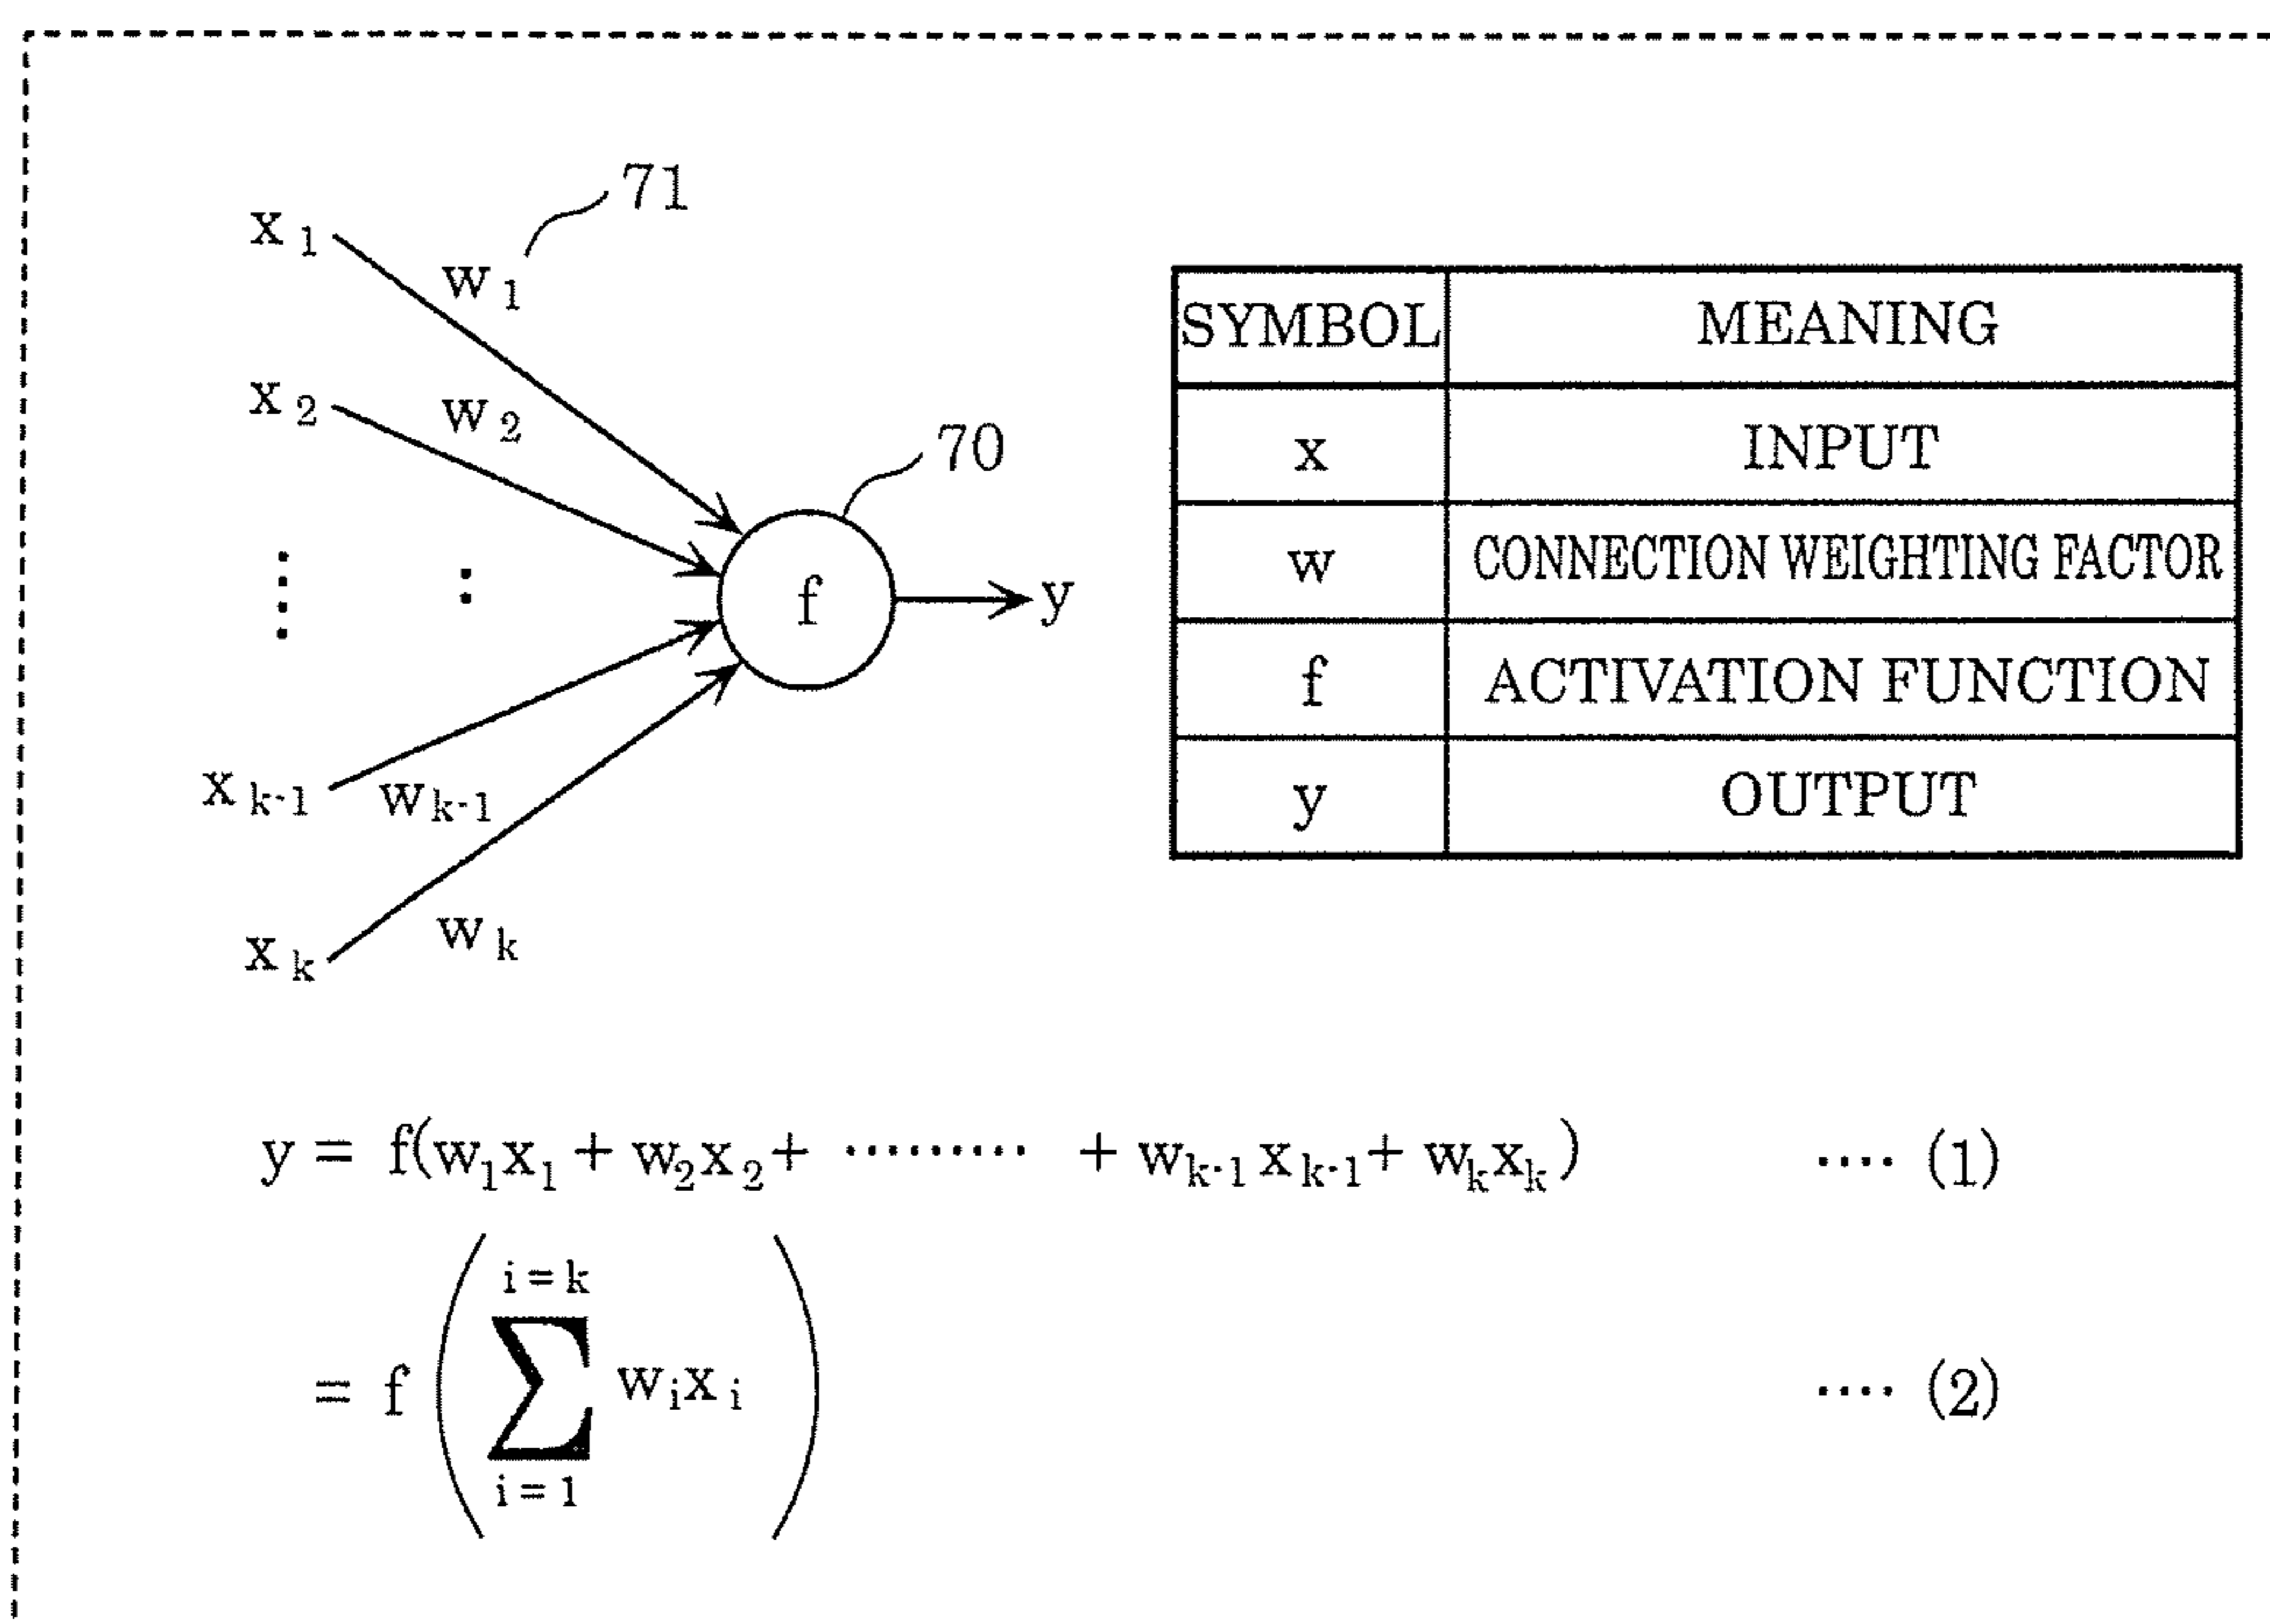 71
x 1
w 1
x 2
w 2
70
f
y
x k-1
w k-1
x k
w k
SYMBOL MEANING
x INPUT
w CONNECTION WEIGHTING FACTOR
f ACTIVATION FUNCTION
y OUTPUT
y = f(w1x1 + w2x2 + ········· + wk-1 xk-1 + wkxk) ···· (1)
i = k
= f ( ∑ wixi ) ···· (2)
i = 1